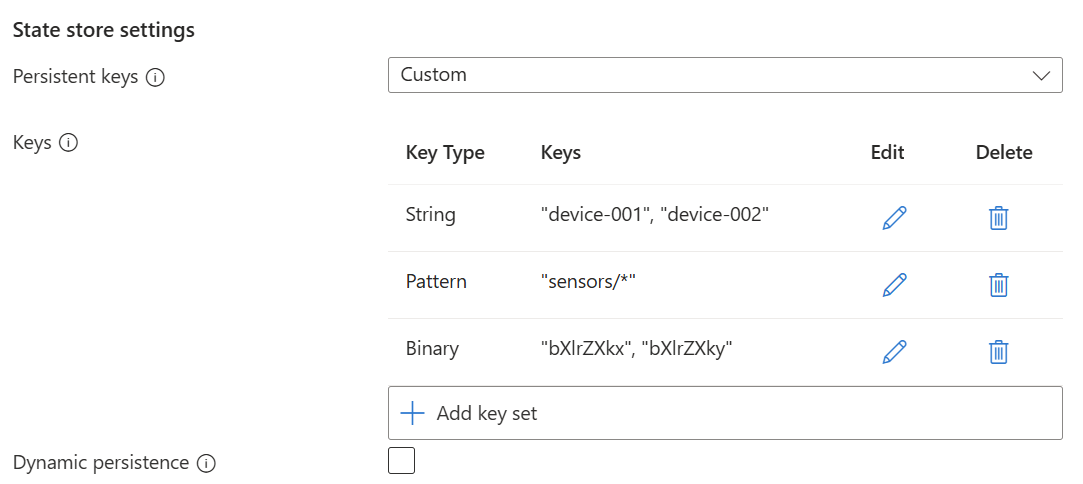 State store settings
Persistent keys
Custom
Keys
Key Type Keys Edit Delete
String "device-001", "device-002"
Pattern "sensors/*"
Binary "bXlrZXkx", "bXlrZXky"
Add key set
Dynamic persistence